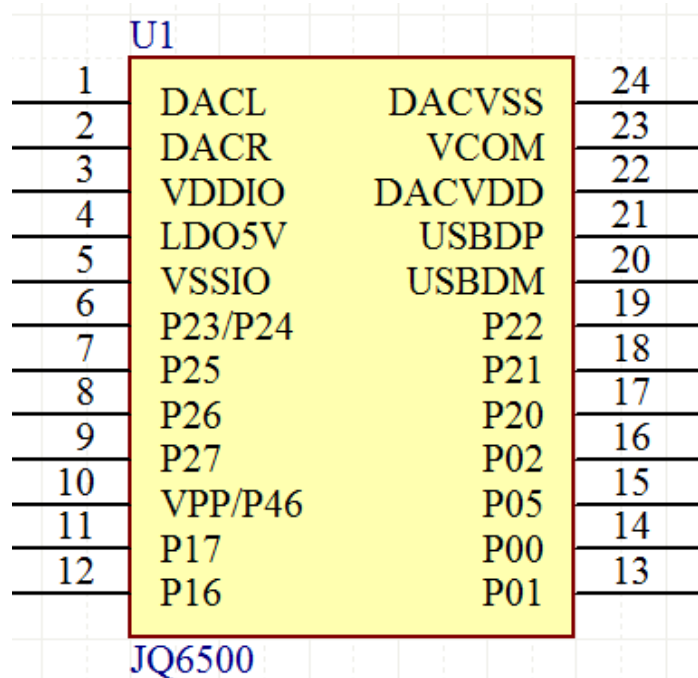 U1
1 DACL DACVSS 24
2 DACR VCOM 23
3 VDDIO DACVDD 22
4 LDO5V USBDP 21
5 VSSIO USBDM 20
6 P23/P24 P22 19
7 P25 P21 18
8 P26 P20 17
9 P27 P02 16
10 VPP/P46 P05 15
11 P17 P00 14
12 P16 P01 13
JQ6500